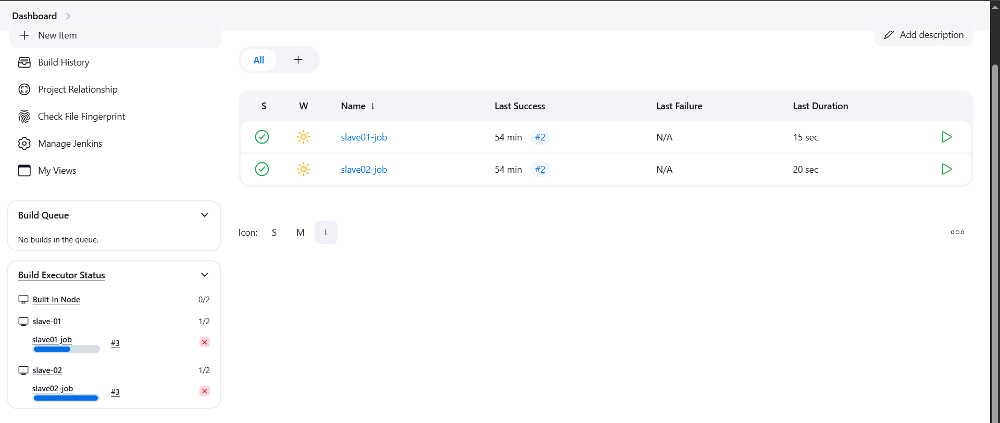 Dashboard
New Item
Add description
Build History
Project Relationship
Check File Fingerprint
Manage Jenkins
My Views
All
S W Name ↓ Last Success Last Failure Last Duration
slave01-job 54 min #2 N/A 15 sec
slave02-job 54 min #2 N/A 20 sec
Icon: S M L
Build Queue
No builds in the queue.
Build Executor Status
Built-In Node 0/2
slave-01 1/2
slave01-job #3
slave-02 1/2
slave02-job #3